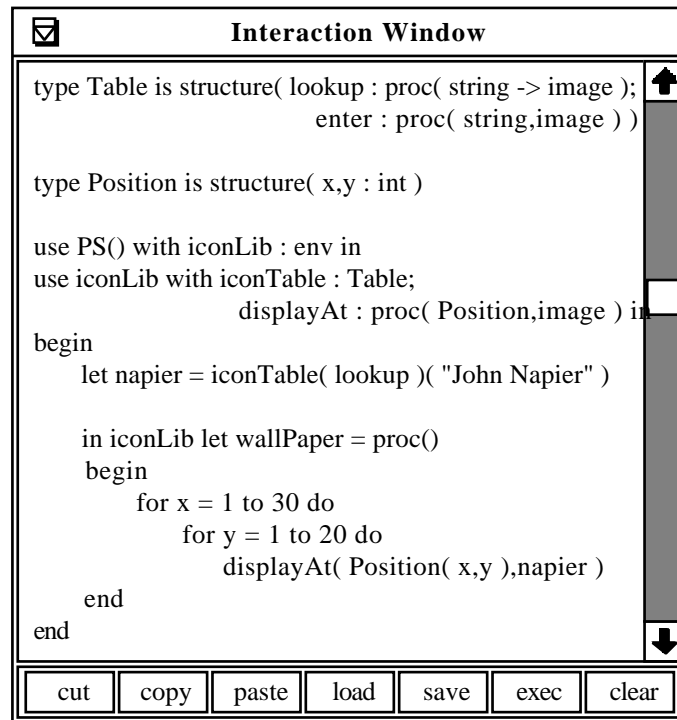 Interaction Window
type Table is structure( lookup : proc( string -> image );
enter : proc( string,image ) )
type Position is structure( x,y : int )
use PS() with iconLib : env in
use iconLib with iconTable : Table;
displayAt : proc( Position,image ) in
begin
let napier = iconTable( lookup )( "John Napier" )
in iconLib let wallPaper = proc()
begin
for x = 1 to 30 do
for y = 1 to 20 do
displayAt( Position( x,y ),napier )
end
end
cut copy paste load save exec clear